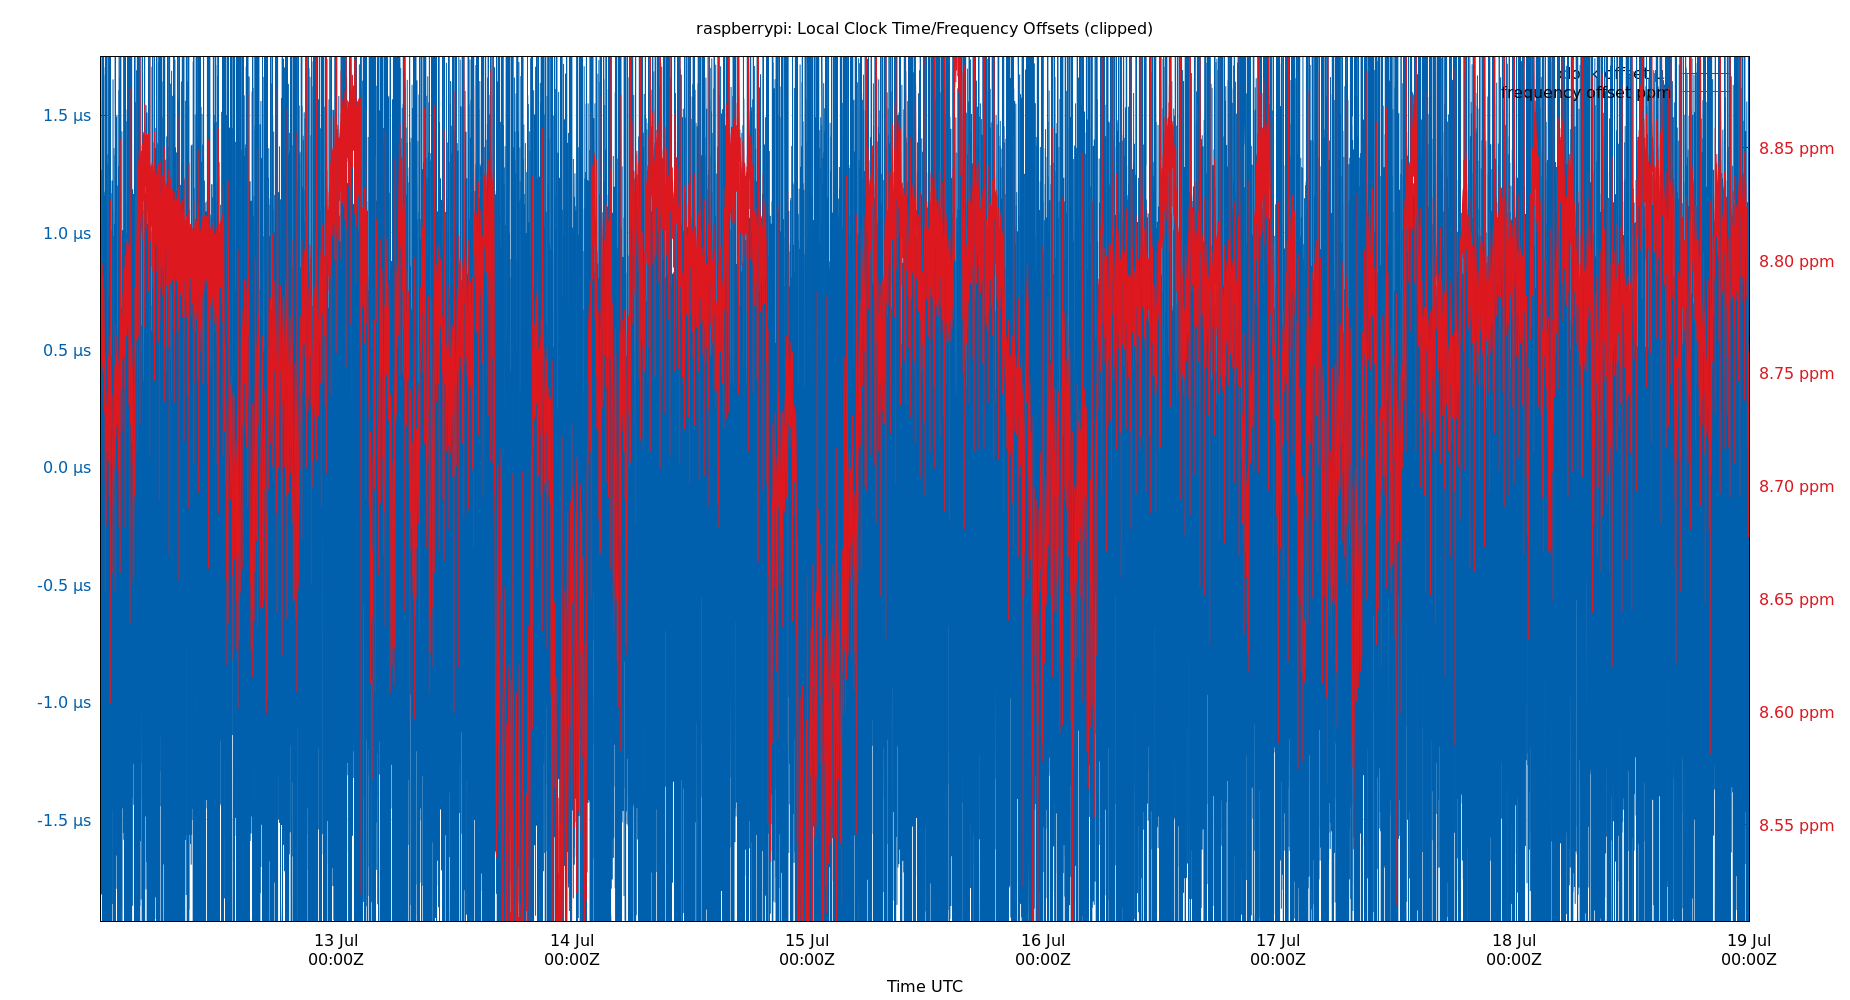 raspberrypi: Local Clock Time/Frequency Offsets (clipped)
clock offset
frequency offset ppm
1.5 µs
1.0 µs
0.5 µs
0.0 µs
-0.5 µs
-1.0 µs
-1.5 µs
8.85 ppm
8.80 ppm
8.75 ppm
8.70 ppm
8.65 ppm
8.60 ppm
8.55 ppm
13 Jul 14 Jul 15 Jul 16 Jul 17 Jul 18 Jul 19 Jul
00:00Z 00:00Z 00:00Z 00:00Z 00:00Z 00:00Z 00:00Z
Time UTC